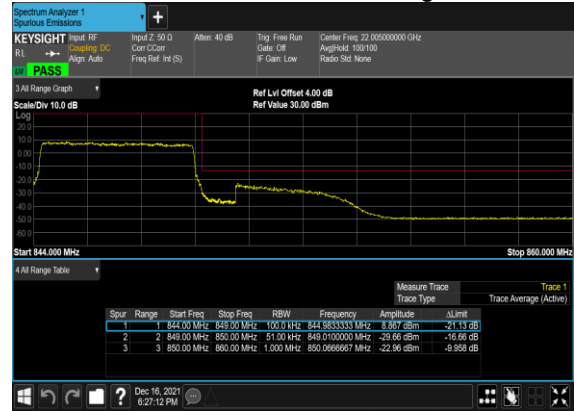 Spectrum Analyzer 1
Spurious Emissions
+
KEYSIGHT Input: RF Input Z: 50 Ω Atten: 40 dB Trig: Free Run Center Freq: 22.005000000 GHz
RL Coupling: DC Corr CCorr Gate: Off Avg|Hold: 100/100
Align: Auto Freq Ref: Int (S) IF Gain: Low Radio Std: None
PASS
3 All Range Graph
Ref Lvl Offset 4.00 dB
Scale/Div 10.0 dB Ref Value 30.00 dBm
Log
20.0
10.0
0.00
-10.0
-20.0
-30.0
-40.0
-50.0
-60.0
Start 844.000 MHz Stop 860.000 MHz
4 All Range Table
Measure Trace Trace 1
Trace Type Trace Average (Active)
Spur Range Start Freq Stop Freq RBW Frequency Amplitude ΔLimit
1 1 844.00 MHz 849.00 MHz 100.0 kHz 844.9833333 MHz 8.867 dBm -21.13 dB
2 2 849.00 MHz 850.00 MHz 51.00 kHz 849.0100000 MHz -29.66 dBm -16.66 dB
3 3 850.00 MHz 860.00 MHz 1.000 MHz 850.0666667 MHz -22.96 dBm -9.958 dB
? Dec 16, 2021
6:27:12 PM